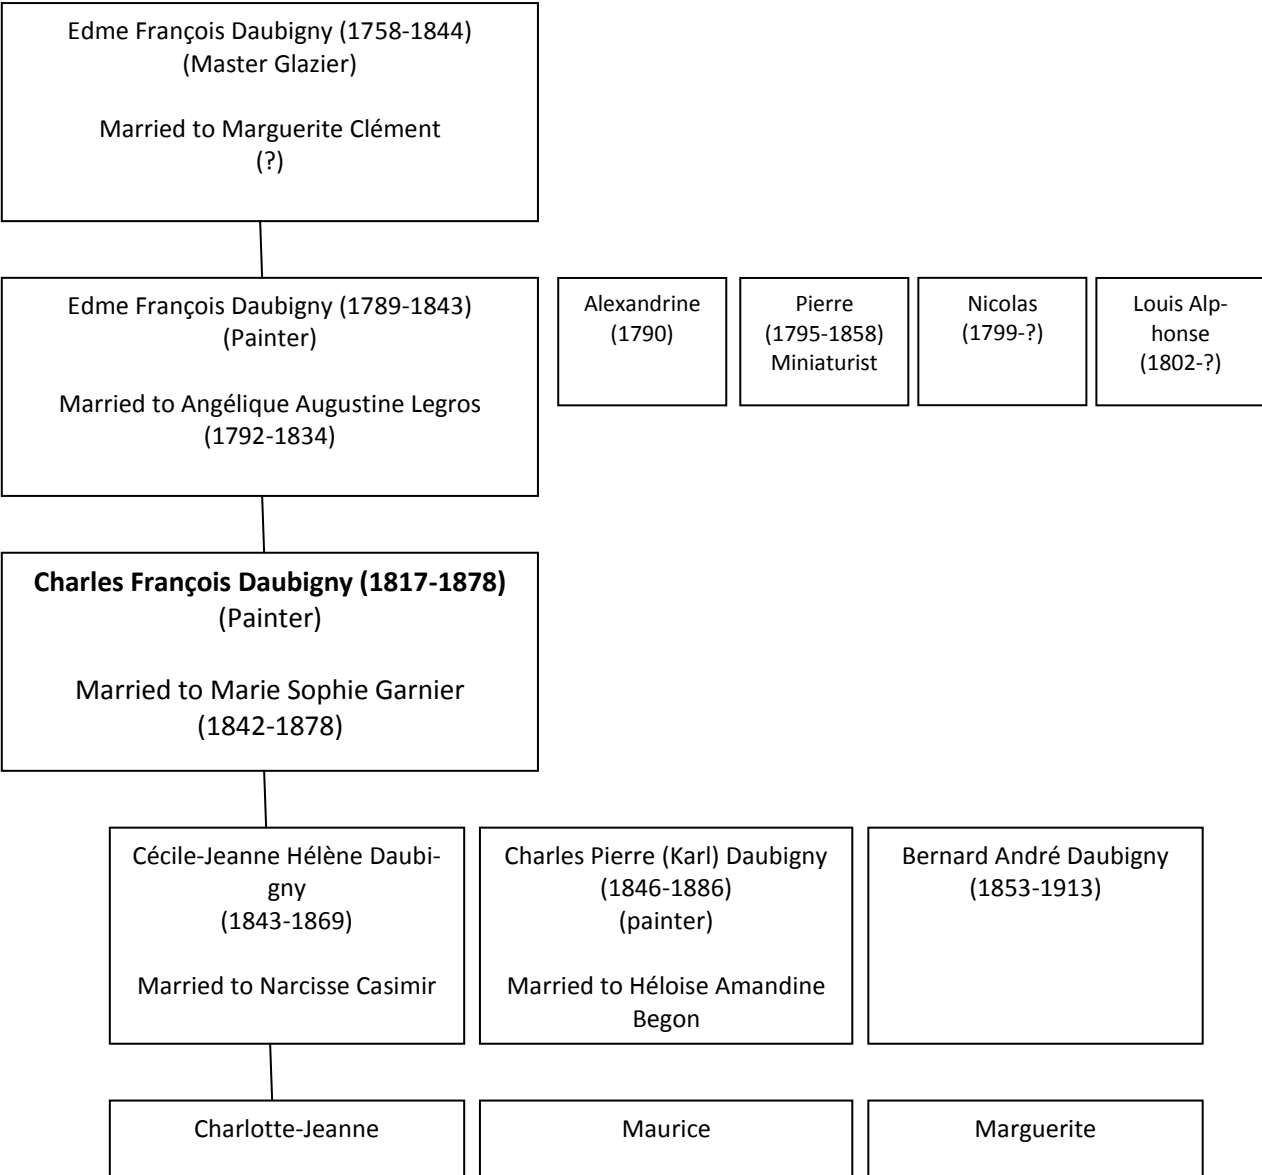 Edme François Daubigny (1758-1844)
(Master Glazier)
Married to Marguerite Clément
(?)
Edme François Daubigny (1789-1843)
(Painter)
Married to Angélique Augustine Legros
(1792-1834)
Alexandrine
(1790)
Pierre
(1795-1858)
Miniaturist
Nicolas
(1799-?)
Louis Alp-
honse
(1802-?)
Charles François Daubigny (1817-1878)
(Painter)
Married to Marie Sophie Garnier
(1842-1878)
Cécile-Jeanne Hélène Daubi-
gny
(1843-1869)
Married to Narcisse Casimir
Charles Pierre (Karl) Daubigny
(1846-1886)
(painter)
Married to Héloise Amandine
Begon
Bernard André Daubigny
(1853-1913)
Charlotte-Jeanne
Maurice
Marguerite